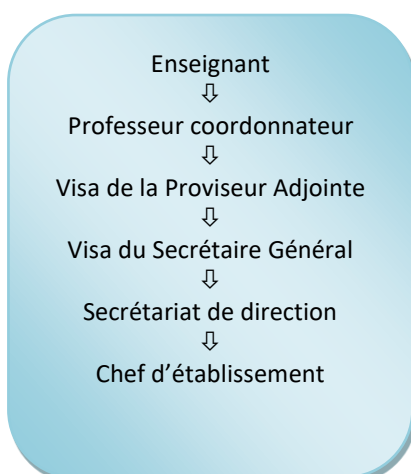 Enseignant
⇩
Professeur coordonnateur
⇩
Visa de la Proviseur Adjointe
⇩
Visa du Secrétaire Général
⇩
Secrétariat de direction
⇩
Chef d’établissement